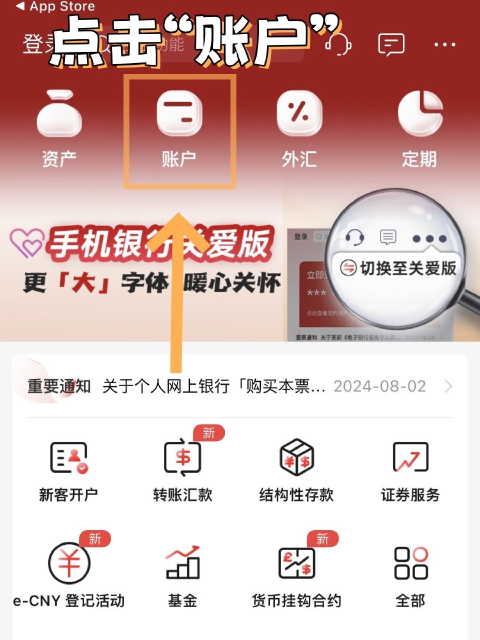 App Store
点击“账户”
登录
功能
资产
账户
外汇
定期
手机银行关爱版
更「大」字体 暖心关怀
登录
切换至关爱版
立即
***
重要通知 关于个人网上银行「购买本票... 2024-08-02
新
新客开户
转账汇款
结构性存款
证券服务
新
新
e-CNY 登记活动
基金
货币挂钩合约
全部